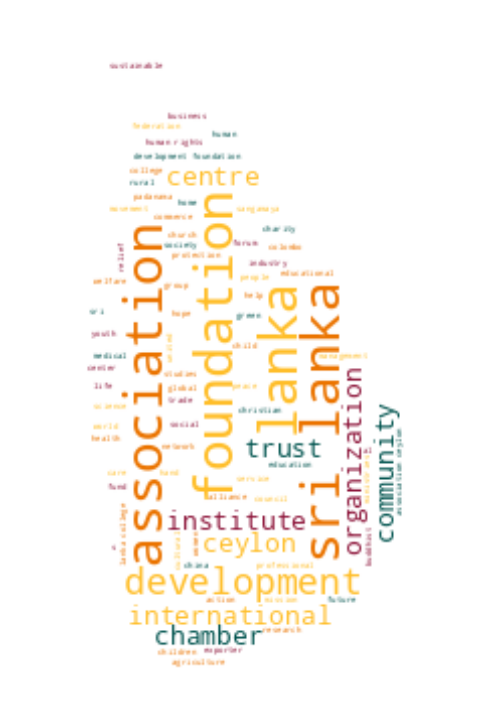 sustainable
business
federation
human
human rights
development foundation
college
centre
rural
padanama
home
movement
sangamaya
commerce
charity
church
society
forum
colombo
relief
protection
industry
people
educational
welfare
group
help
association
foundation
lanka
sri lanka
sri
hope
green
youth
child
medical
management
center
studies
global
peace
life
trade
organization
science
christian
community
world
social
health
network
trust
education
association ceylon
care
hand
service
fund
alliance
council
institute
lanka college
ceylon
buddhist
china
professional
development
action
mission
future
international
chamber
research
children
exporter
agriculture